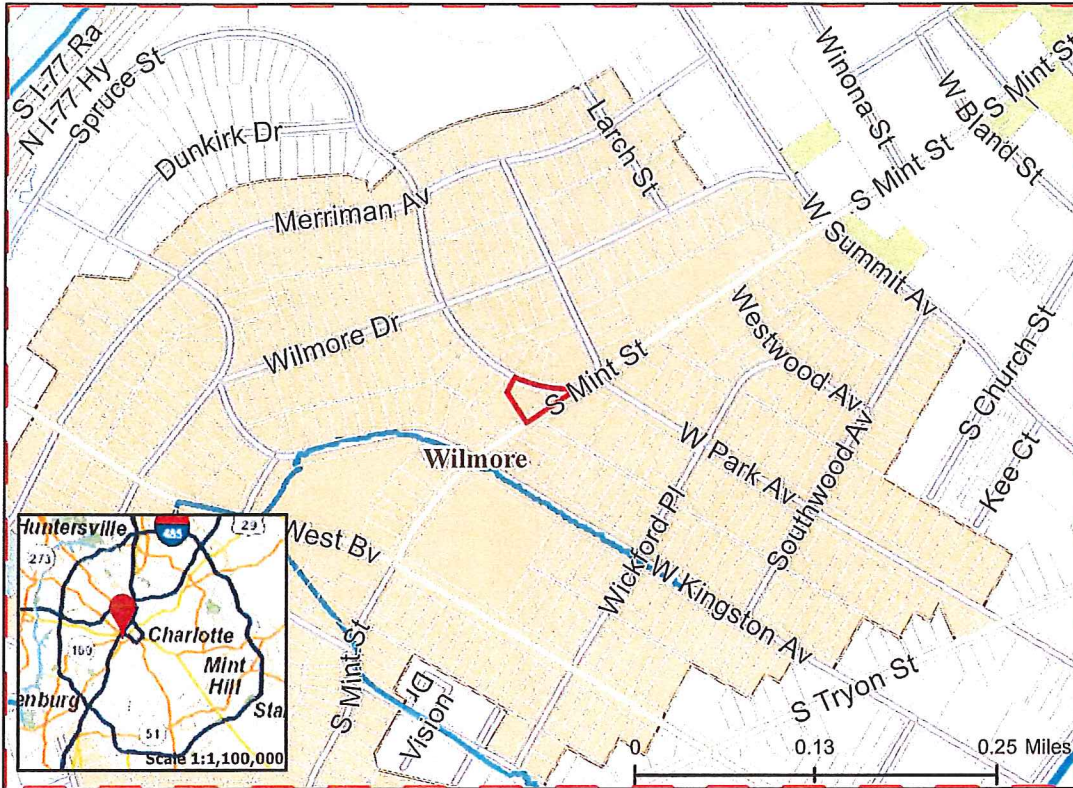 S I-77 Ra
N I-77 Hy
Spruce St
Dunkirk Dr
Merriman Av
Larch St
Winona St
W Bland St
S Mint St
S Mint St
W Summit Av
Wilmore Dr
Westwood Av
S Mint St
S Church St
Kee Ct
W Park Av
Southwood Av
Wilmore
West Bv
Wickford Pl
W Kingston Av
S Mint St
Vision Dr
S Tryon St
0 0.13 0.25 Miles
Huntersville
485
29
273
Charlotte
Mint
Hill
enburg
51
Scale 1:1,100,000